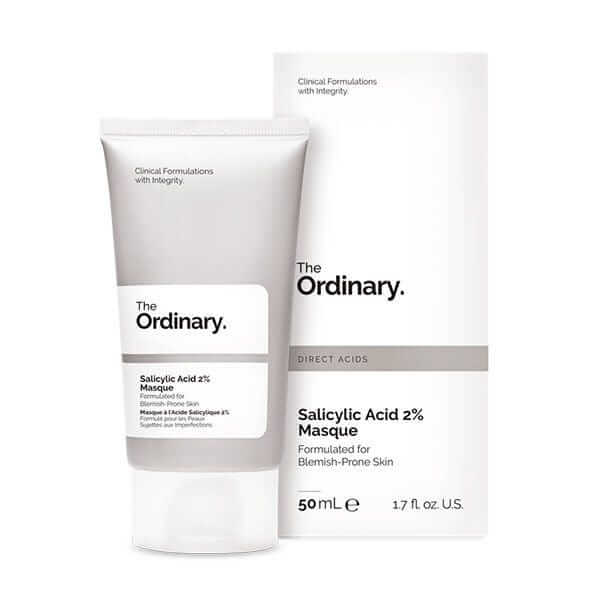 Clinical Formulations
with Integrity.
The
Ordinary.
Salicylic Acid 2%
Masque
Formulated for
Blemish-Prone Skin
Masque à l'Acide Salicylique 2%
Formulé pour les Peaux
Sujettes aux Imperfections
Clinical Formulations
with Integrity.
The
Ordinary.
DIRECT ACIDS
Salicylic Acid 2%
Masque
Formulated for
Blemish-Prone Skin
50 mL ℮ 1.7 fl. oz. U.S.